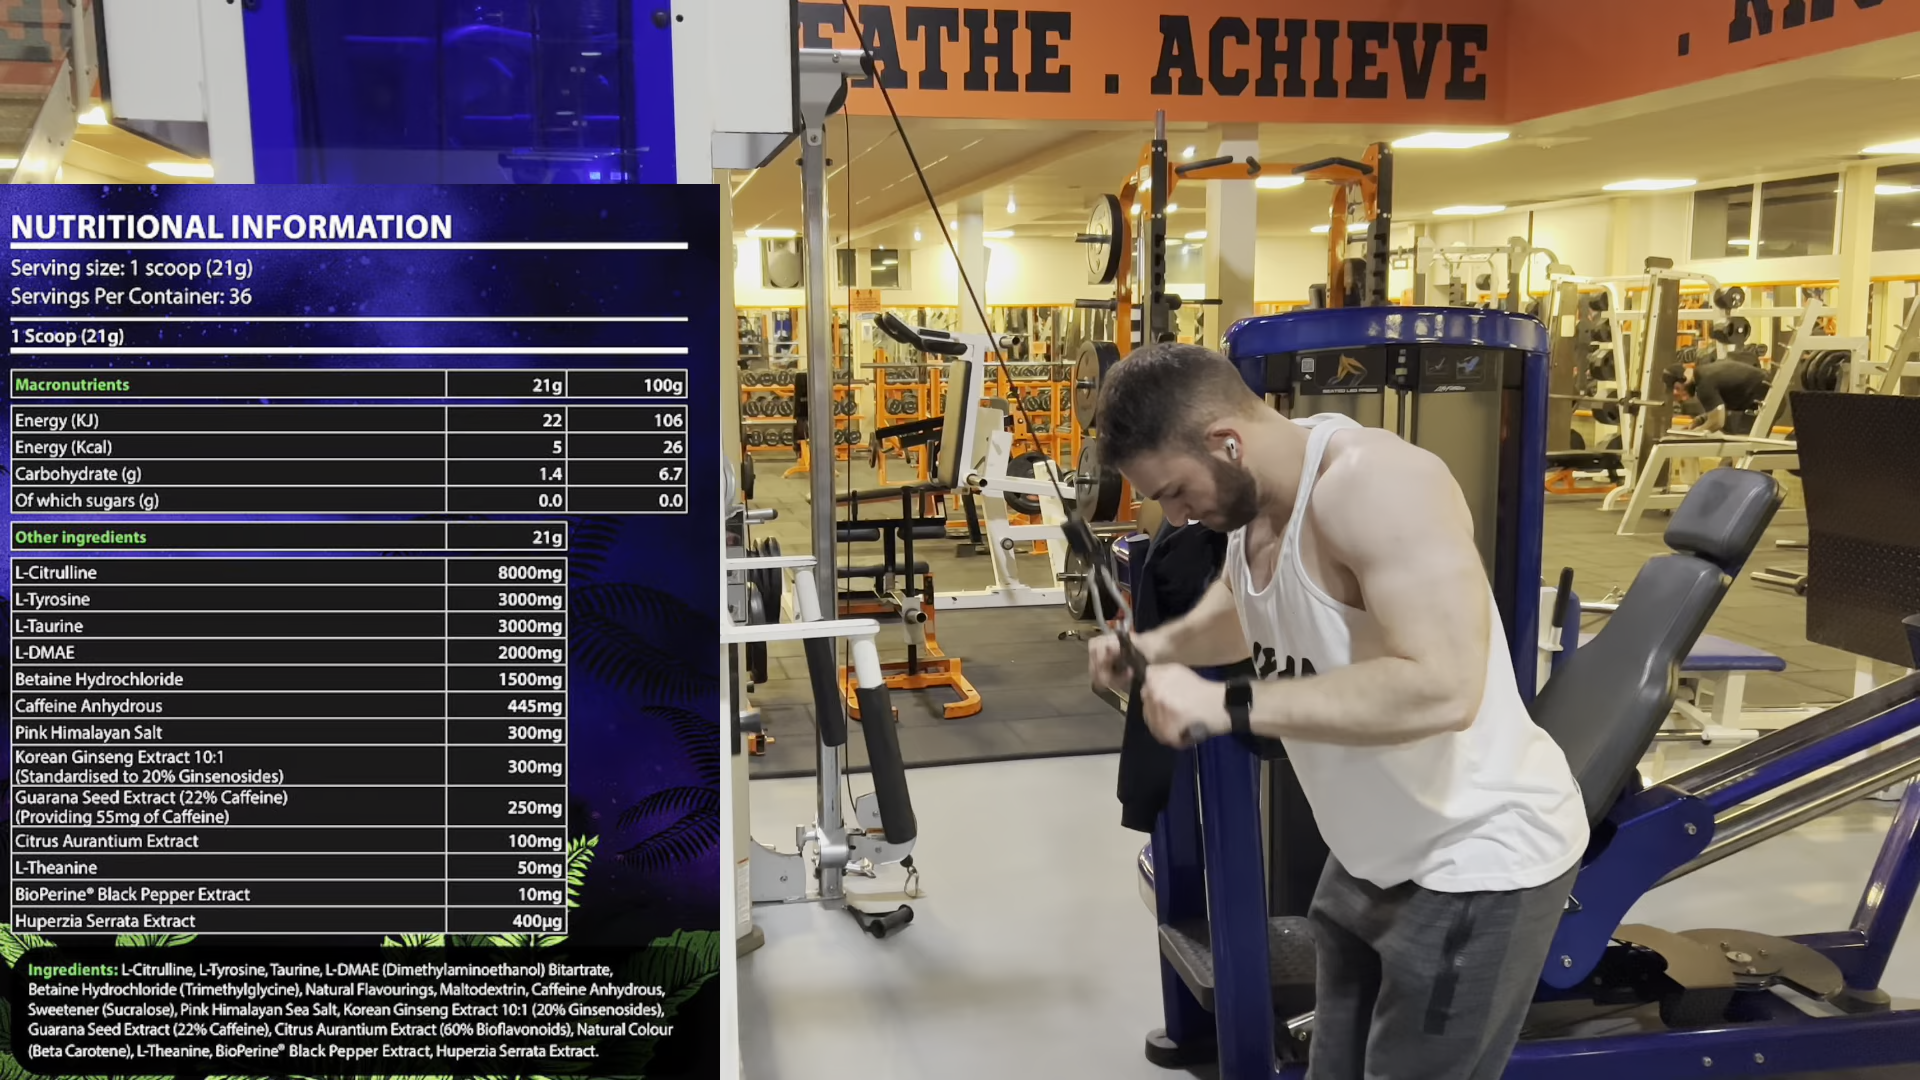 EATHE . ACHIEVE
NUTRITIONAL INFORMATION
Serving size: 1 scoop (21g)
Servings Per Container: 36
1 Scoop (21g)
Macronutrients 21g 100g
Energy (KJ) 22 106
Energy (Kcal) 5 26
Carbohydrate (g) 1.4 6.7
Of which sugars (g) 0.0 0.0
Other ingredients 21g
L-Citrulline 8000mg
L-Tyrosine 3000mg
L-Taurine 3000mg
L-DMAE 2000mg
Betaine Hydrochloride 1500mg
Caffeine Anhydrous 445mg
Pink Himalayan Salt 300mg
Korean Ginseng Extract 10:1
(Standardised to 20% Ginsenosides) 300mg
Guarana Seed Extract (22% Caffeine)
(Providing 55mg of Caffeine) 250mg
Citrus Aurantium Extract 100mg
L-Theanine 50mg
BioPerine® Black Pepper Extract 10mg
Huperzia Serrata Extract 400µg
Ingredients: L-Citrulline, L-Tyrosine, Taurine, L-DMAE (Dimethylaminoethanol) Bitartrate,
Betaine Hydrochloride (Trimethylglycine), Natural Flavourings, Maltodextrin, Caffeine Anhydrous,
Sweetener (Sucralose), Pink Himalayan Sea Salt, Korean Ginseng Extract 10:1 (20% Ginsenosides),
Guarana Seed Extract (22% Caffeine), Citrus Aurantium Extract (60% Bioflavonoids), Natural Colour
(Beta Carotene), L-Theanine, BioPerine® Black Pepper Extract, Huperzia Serrata Extract.